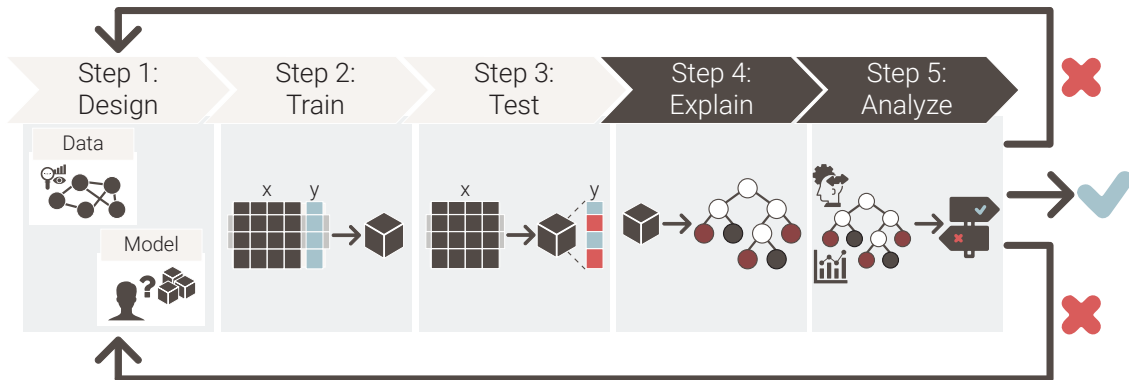 Step 1:
Design
Step 2:
Train
Step 3:
Test
Step 4:
Explain
Step 5:
Analyze
Data
Model
?
x
y
x
y